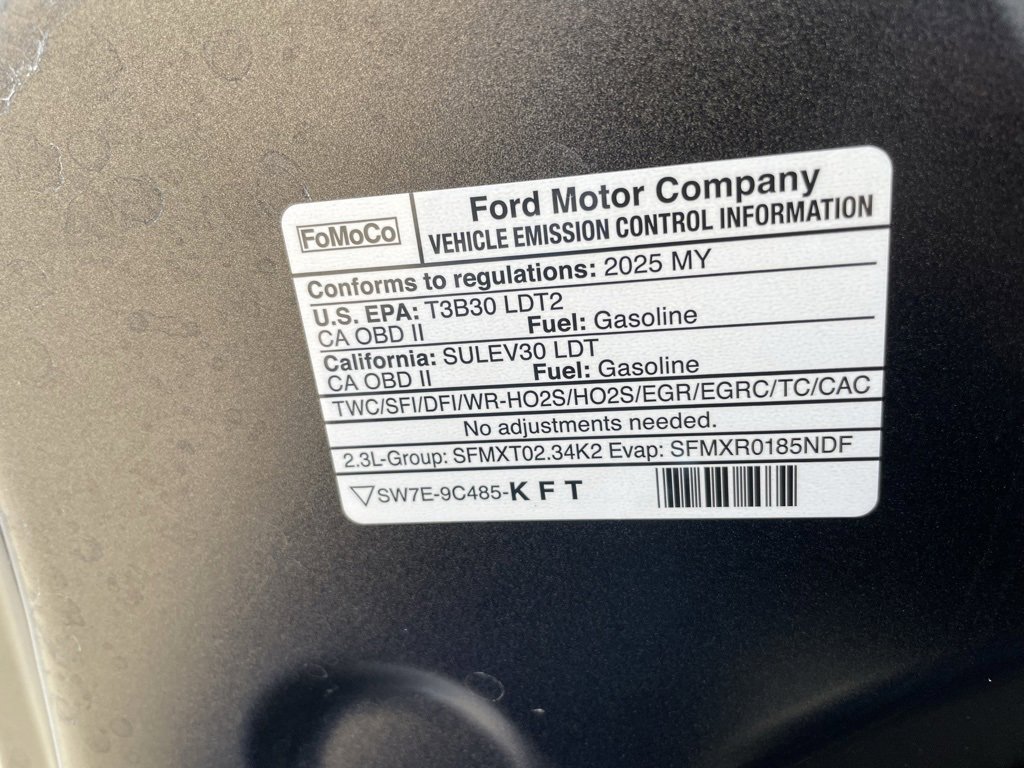 FoMoCo
Ford Motor Company
VEHICLE EMISSION CONTROL INFORMATION
Conforms to regulations: 2025 MY
U.S. EPA: T3B30 LDT2
CA OBD II Fuel: Gasoline
California: SULEV30 LDT
CA OBD II Fuel: Gasoline
TWC/SFI/DFI/WR-HO2S/HO2S/EGR/EGRC/TC/CAC
No adjustments needed.
2.3L-Group: SFMXT02.34K2 Evap: SFMXR0185NDF
SW7E-9C485-K F T